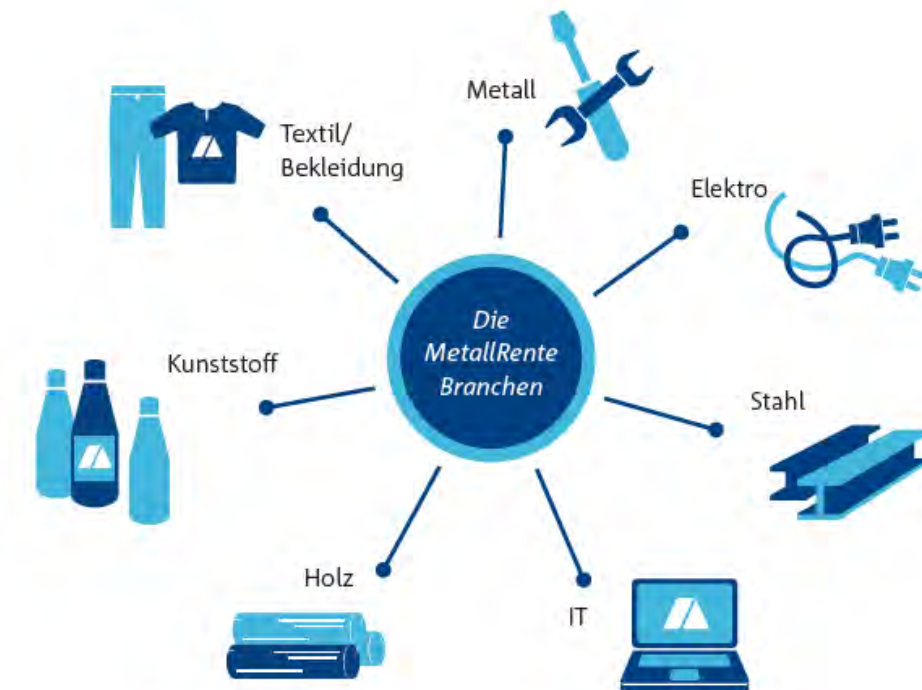 Metall
Textil/
Bekleidung
Elektro
Die
MetallRente
Branchen
Kunststoff
Stahl
Holz
IT